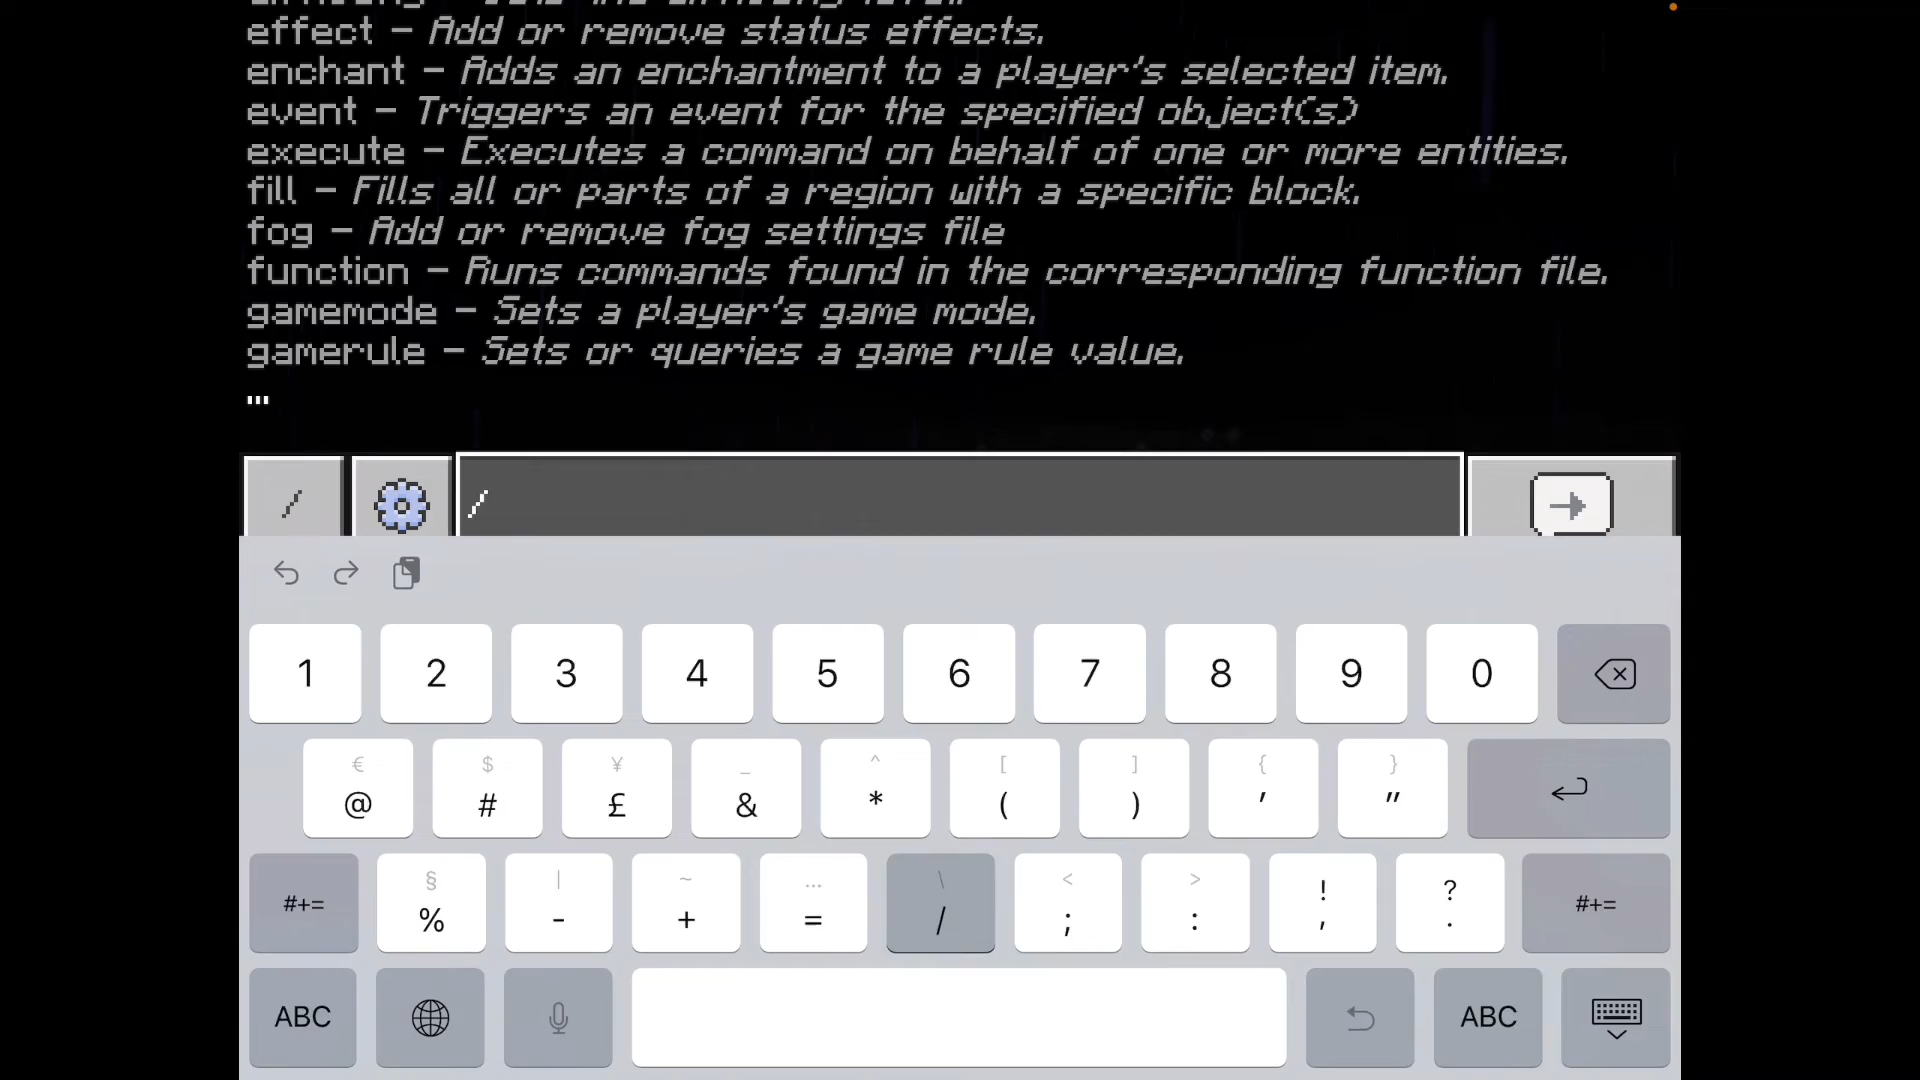 effect - Add or remove status effects.
enchant - Adds an enchantment to a player's selected item.
event - Triggers an event for the specified object(s)
execute - Executes a command on behalf of one or more entities.
fill - Fills all or parts of a region with a specific block.
fog - Add or remove fog settings file
function - Runs commands found in the corresponding function file.
gamemode - Sets a player's game mode.
gamerule - Sets or queries a game rule value.
...
/ /
1 2 3 4 5 6 7 8 9 0
€ $ ¥ _ ^ [ ] { }
@ # £ & * ( ) ' "
§ | ~ … \ < > ! ?
#+= % - + = / ; : , . #+=
ABC ABC